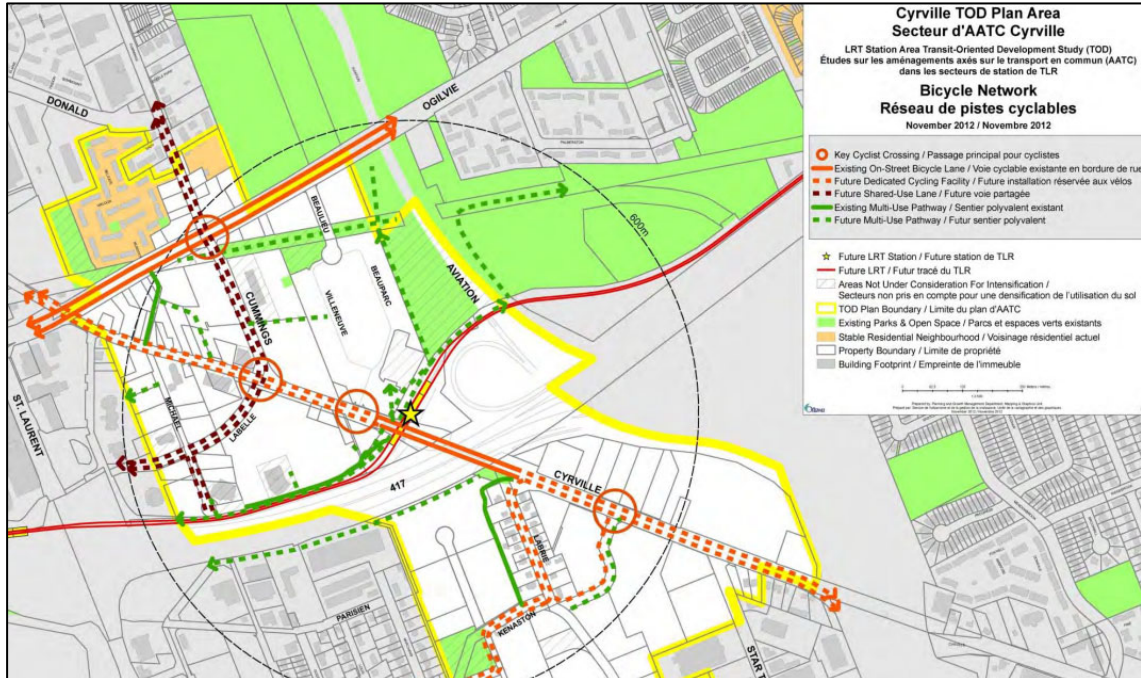 Cyrville TOD Plan Area
Secteur d'AATC Cyrville
LRT Station Area Transit-Oriented Development Study (TOD)
Études sur les aménagements axés sur le transport en commun (AATC)
dans les secteurs de station de TLR
Bicycle Network
Réseau de pistes cyclables
November 2012 / Novembre 2012
Key Cyclist Crossing / Passage principal pour cyclistes
Existing On-Street Bicycle Lane / Voie cyclable existante en bordure de rue
Future Dedicated Cycling Facility / Future installation réservée aux vélos
Future Shared-Use Lane / Future voie partagée
Existing Multi-Use Pathway / Sentier polyvalent existant
Future Multi-Use Pathway / Futur sentier polyvalent
Future LRT Station / Future station de TLR
Future LRT / Futur tracé du TLR
Areas Not Under Consideration For Intensification /
Secteurs non pris en compte pour une densification de l'utilisation du sol
TOD Plan Boundary / Limite du plan d'AATC
Existing Parks & Open Space / Parcs et espaces verts existants
Stable Residential Neighbourhood / Voisinage résidentiel actuel
Property Boundary / Limite de propriété
Building Footprint / Empreinte de l'immeuble
DONALD
OGILVIE
BEAULIEU
600m
CUMMINGS
VILLENEUVE
BEAUPARC
AVIATION
ST. LAURENT
MICHAEL
LABELLE
417
CYRVILLE
LABRIE
PARISIEN
KENASTON
STAR T